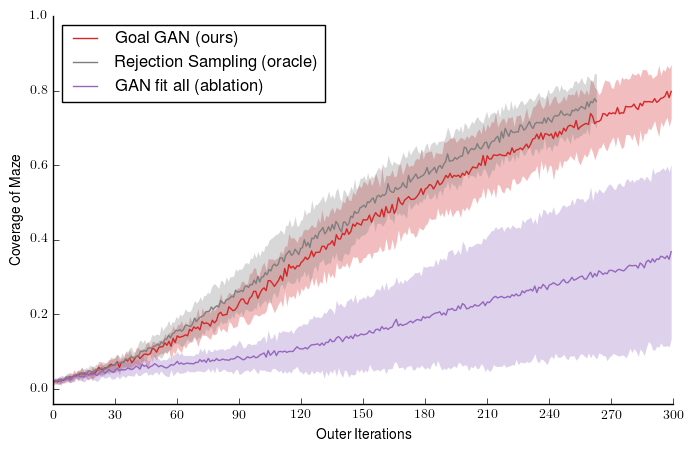 1.0
0.8
0.6
0.4
0.2
0.0
Coverage of Maze
Goal GAN (ours)
Rejection Sampling (oracle)
GAN fit all (ablation)
0 30 60 90 120 150 180 210 240 270 300
Outer Iterations